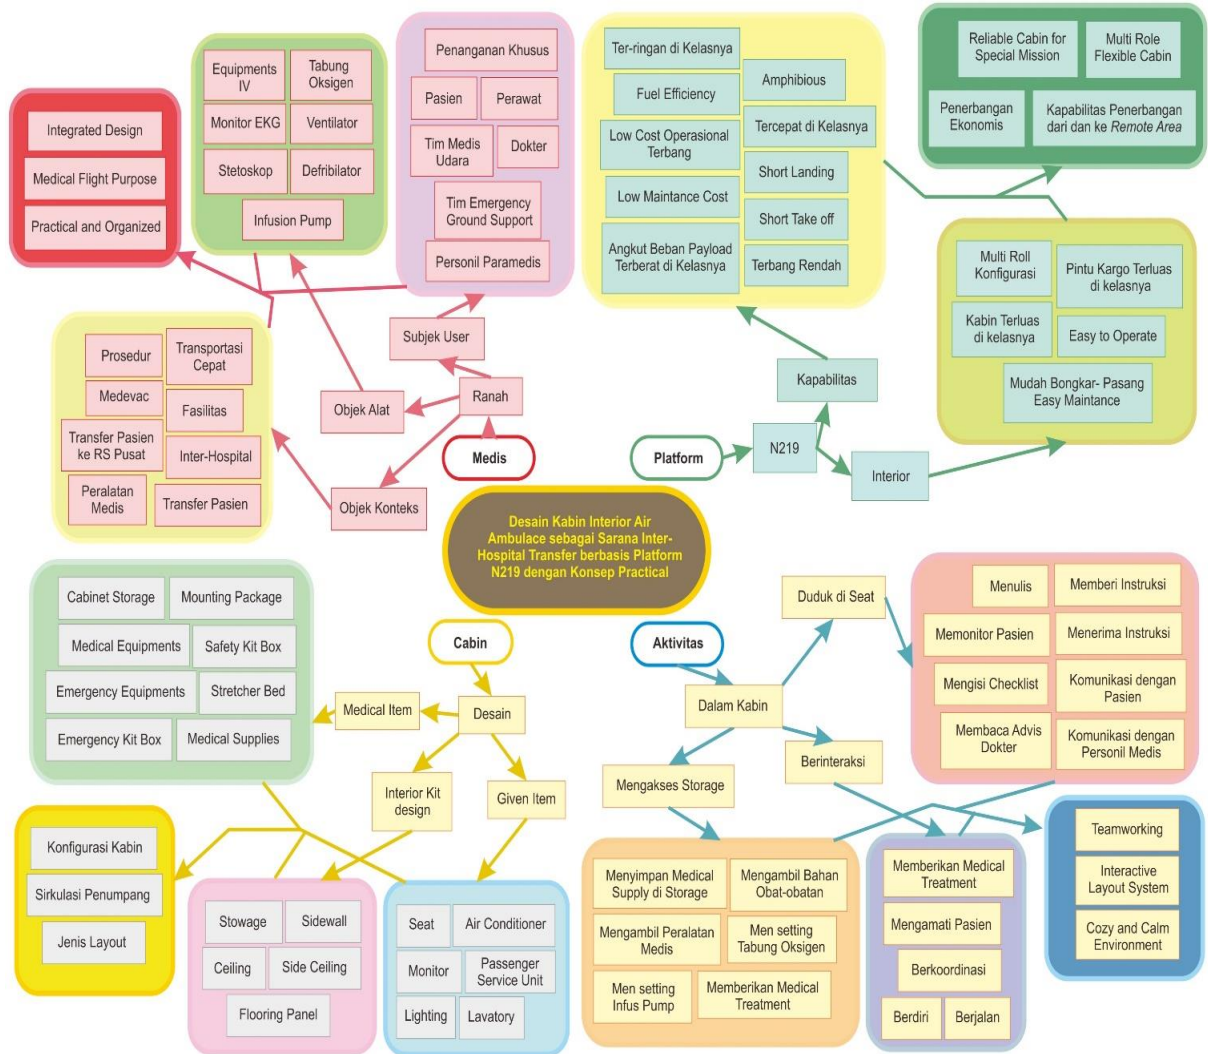 Integrated Design
Medical Flight Purpose
Practical and Organized
Equipments
IV
Tabung
Oksigen
Monitor EKG
Ventilator
Stetoskop
Defribilator
Infusion Pump
Penanganan Khusus
Pasien
Perawat
Tim Medis
Udara
Dokter
Tim Emergency
Ground Support
Personil Paramedis
Ter-ringan di Kelasnya
Fuel Efficiency
Amphibious
Low Cost Operasional
Terbang
Tercepat di Kelasnya
Short Landing
Low Maintance Cost
Short Take off
Angkut Beban Payload
Terberat di Kelasnya
Terbang Rendah
Reliable Cabin for
Special Mission
Multi Role
Flexible Cabin
Penerbangan
Ekonomis
Kapabilitas Penerbangan
dari dan ke Remote Area
Multi Roll
Konfigurasi
Pintu Kargo Terluas
di kelasnya
Kabin Terluas
di kelasnya
Easy to Operate
Mudah Bongkar- Pasang
Easy Maintance
Prosedur
Transportasi
Cepat
Medevac
Fasilitas
Transfer Pasien
ke RS Pusat
Inter-Hospital
Peralatan
Medis
Transfer Pasien
Subjek User
Objek Alat
Ranah
Objek Konteks
Medis
Platform
N219
Kapabilitas
Interior
Desain Kabin Interior Air
Ambulace sebagai Sarana Inter-
Hospital Transfer berbasis Platform
N219 dengan Konsep Practical
Cabinet Storage
Mounting Package
Medical Equipments
Safety Kit Box
Emergency Equipments
Stretcher Bed
Emergency Kit Box
Medical Supplies
Cabin
Medical Item
Desain
Interior Kit
design
Given Item
Konfigurasi Kabin
Sirkulasi Penumpang
Jenis Layout
Stowage
Sidewall
Ceiling
Side Ceiling
Flooring Panel
Seat
Air Conditioner
Monitor
Passenger
Service Unit
Lighting
Lavatory
Aktivitas
Duduk di Seat
Dalam Kabin
Mengakses Storage
Berinteraksi
Menulis
Memberi Instruksi
Memonitor Pasien
Menerima Instruksi
Mengisi Checklist
Komunikasi dengan
Pasien
Membaca Advis
Dokter
Komunikasi dengan
Personil Medis
Menyimpan Medical
Supply di Storage
Mengambil Bahan
Obat-obatan
Mengambil Peralatan
Medis
Men setting
Tabung Oksigen
Men setting
Infus Pump
Memberikan Medical
Treatment
Memberikan Medical
Treatment
Mengamati Pasien
Berkoordinasi
Berdiri
Berjalan
Teamworking
Interactive
Layout System
Cozy and Calm
Environment